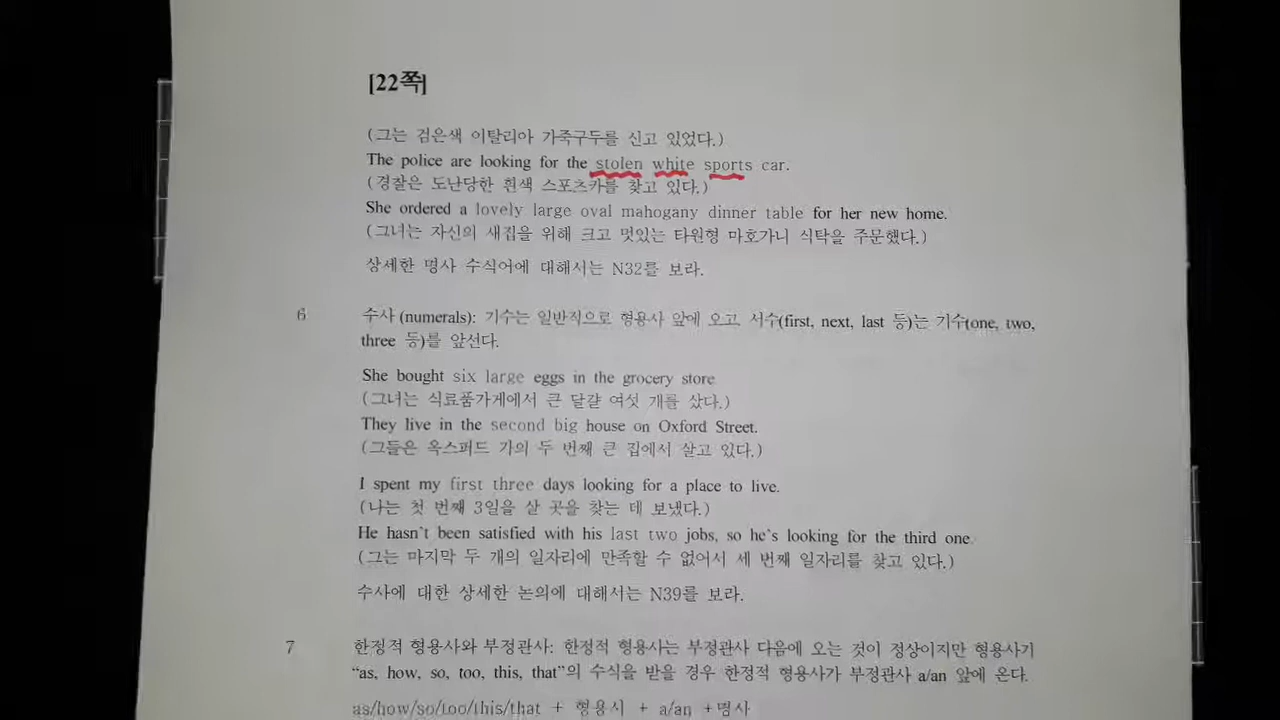 [22쪽]
(그는 검은색 이탈리아 가죽구두를 신고 있었다.)
The police are looking for the stolen white sports car.
(경찰은 도난당한 흰색 스포츠카를 찾고 있다.)
She ordered a lovely large oval mahogany dinner table for her new home.
(그녀는 자신의 새집을 위해 크고 멋있는 타원형 마호가니 식탁을 주문했다.)
상세한 명사 수식어에 대해서는 N32를 보라.
6 수사(numerals): 기수는 일반적으로 형용사 앞에 오고 서수(first, next, last 등)는 기수(one, two,
three 등)를 앞선다.
She bought six large eggs in the grocery store
(그녀는 식료품가게에서 큰 달걀 여섯 개를 샀다.)
They live in the second big house on Oxford Street.
(그들은 옥스퍼드 가의 두 번째 큰 집에서 살고 있다.)
I spent my first three days looking for a place to live.
(나는 첫 번째 3일을 살 곳을 찾는 데 보냈다.)
He hasn't been satisfied with his last two jobs, so he's looking for the third one.
(그는 마지막 두 개의 일자리에 만족할 수 없어서 세 번째 일자리를 찾고 있다.)
수사에 대한 상세한 논의에 대해서는 N39를 보라.
7 한정적 형용사와 부정관사: 한정적 형용사는 부정관사 다음에 오는 것이 정상이지만 형용사가
"as, how, so, too, this, that"의 수식을 받을 경우 한정적 형용사가 부정관사 a/an 앞에 온다.
as/how/so/too/this/that + 형용사 + a/an +명사